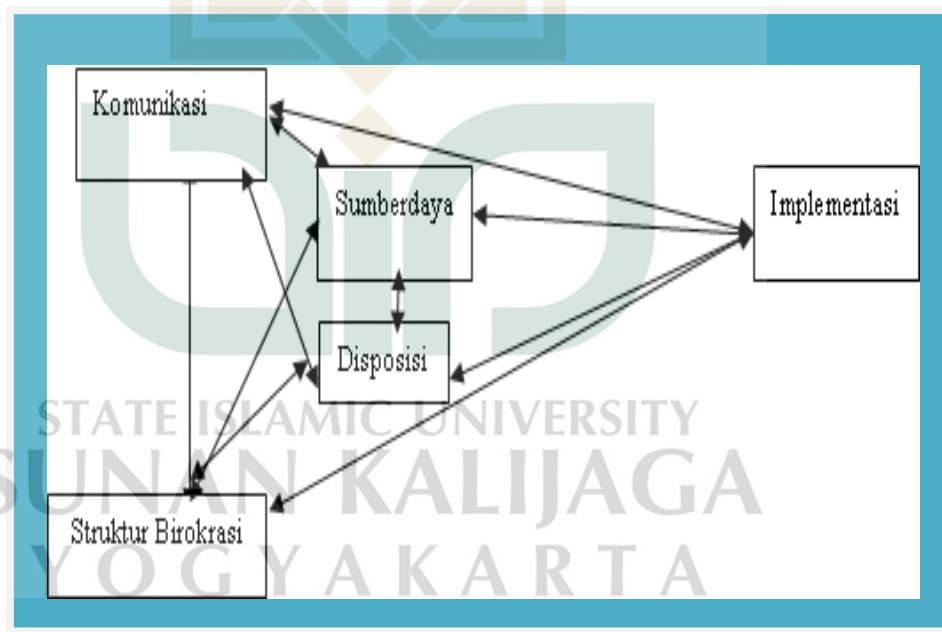 Komunikasi
Sumberdaya
Implementasi
Disposisi
STATE ISLAMIC UNIVERSITY
SUNAN KALIJAGA
Struktur Birokrasi
YOGYAKARTA